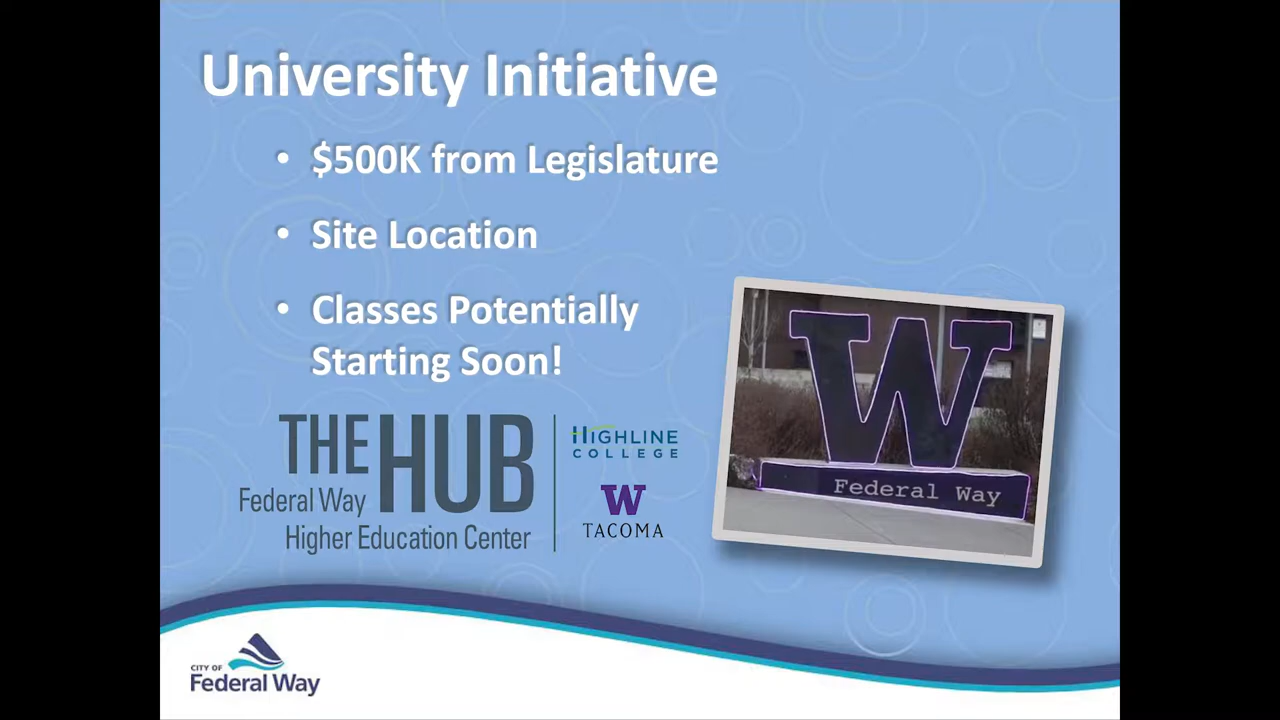 University Initiative
• $500K from Legislature
• Site Location
• Classes Potentially
Starting Soon!
THE HUB
Federal Way
Higher Education Center
HIGHLINE
COLLEGE
W
TACOMA
W
Federal Way
CITY OF
Federal Way